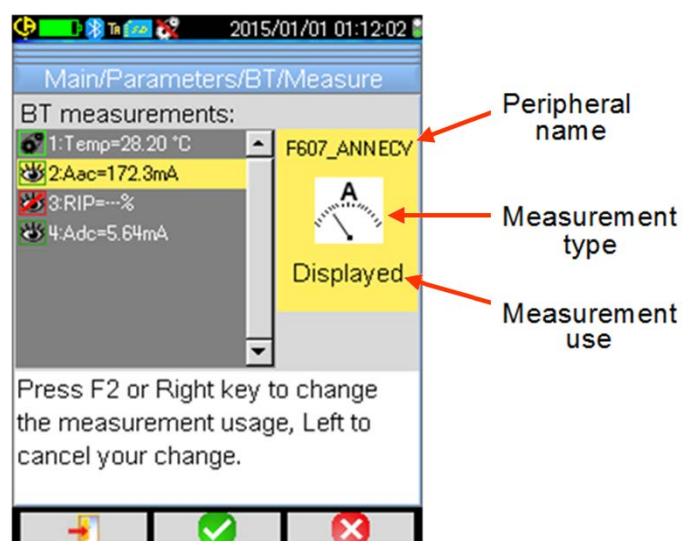 TR 2015/01/01 01:12:02
Main/Parameters/BT/Measure
BT measurements:
1:Temp=28.20 °C
2:Aac=172.3mA
3:RIP=---%
4:Adc=5.64mA
F607_ANNECY
A
Displayed
Press F2 or Right key to change
the measurement usage, Left to
cancel your change.
Peripheral
name
Measurement
type
Measurement
use